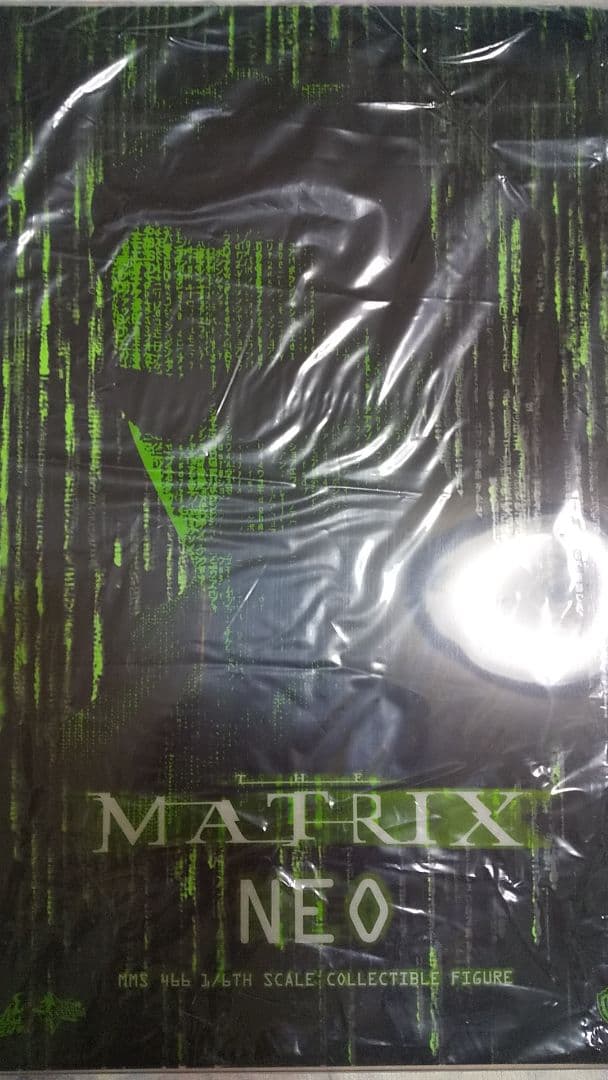 THE
MATRIX
NEO
MMS 466 1/6TH SCALE COLLECTIBLE FIGURE